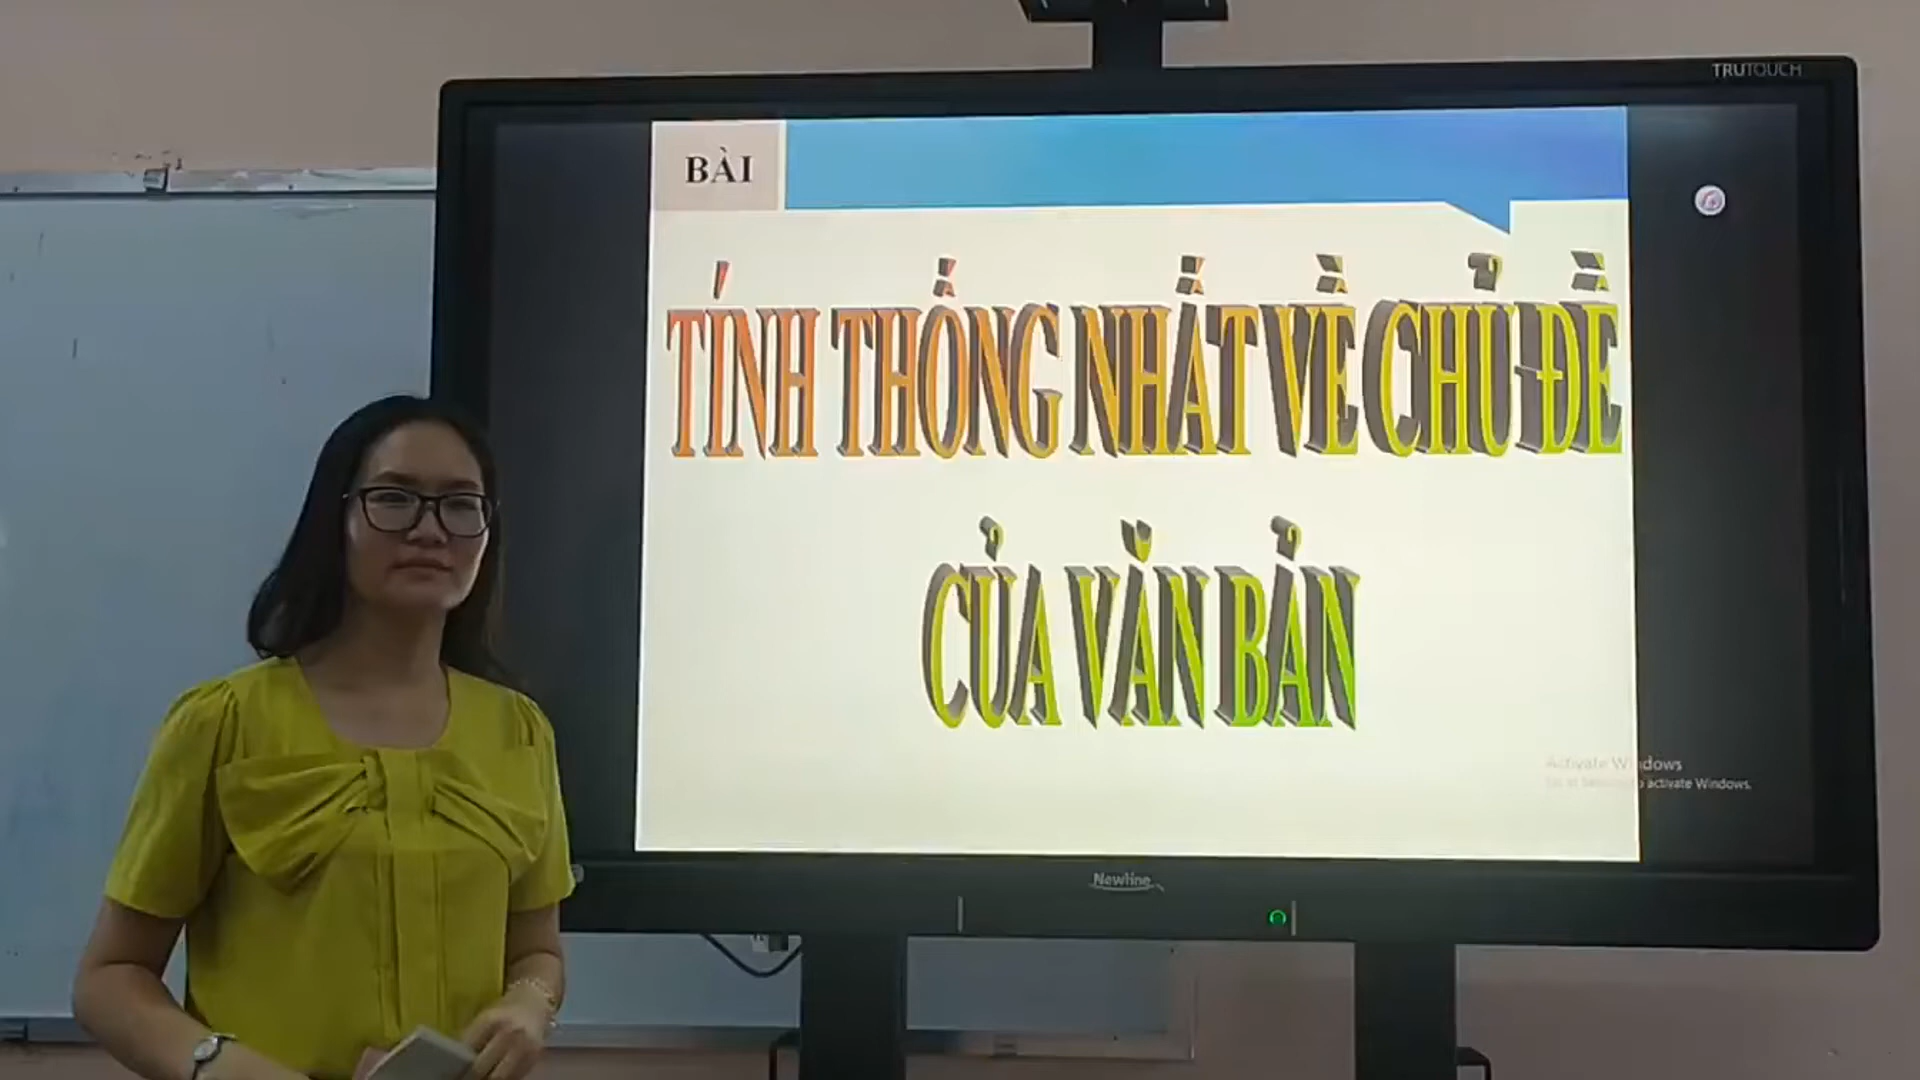 TRUTOUCH
BÀI
TÍNH THỐNG NHẤT VỀ CHỦ ĐỀ
CỦA VĂN BẢN
Activate Windows
activate Windows.
Newline